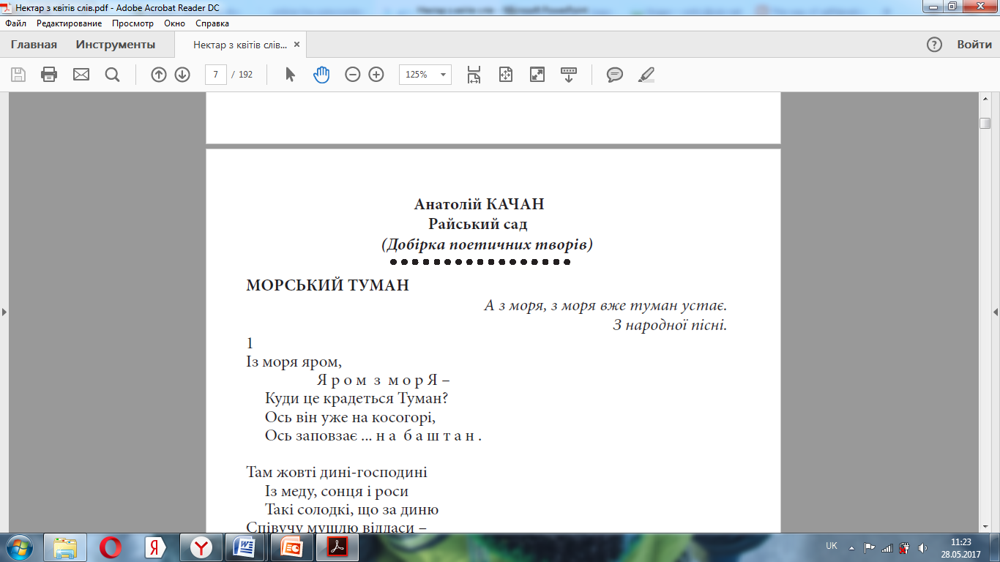 Нектар з квітів слів.pdf - Adobe Acrobat Reader DC
Файл Редактирование Просмотр Окно Справка
Главная Инструменты Нектар з квітів слів... × ? Войти
7 / 192 125%
Анатолій КАЧАН
Райський сад
(Добірка поетичних творів)
МОРСЬКИЙ ТУМАН
А з моря, з моря вже туман устає.
З народної пісні.
1
Із моря яром,
Я р о м з м о р Я –
Куди це крадеться Туман?
Ось він уже на косогорі,
Ось заповзає ... н а б а ш т а н .
Там жовті дині-господині
Із меду, сонця і роси
Такі солодкі, що за диню
Співучу мушлю віддаси –
UK 11:23
28.05.2017